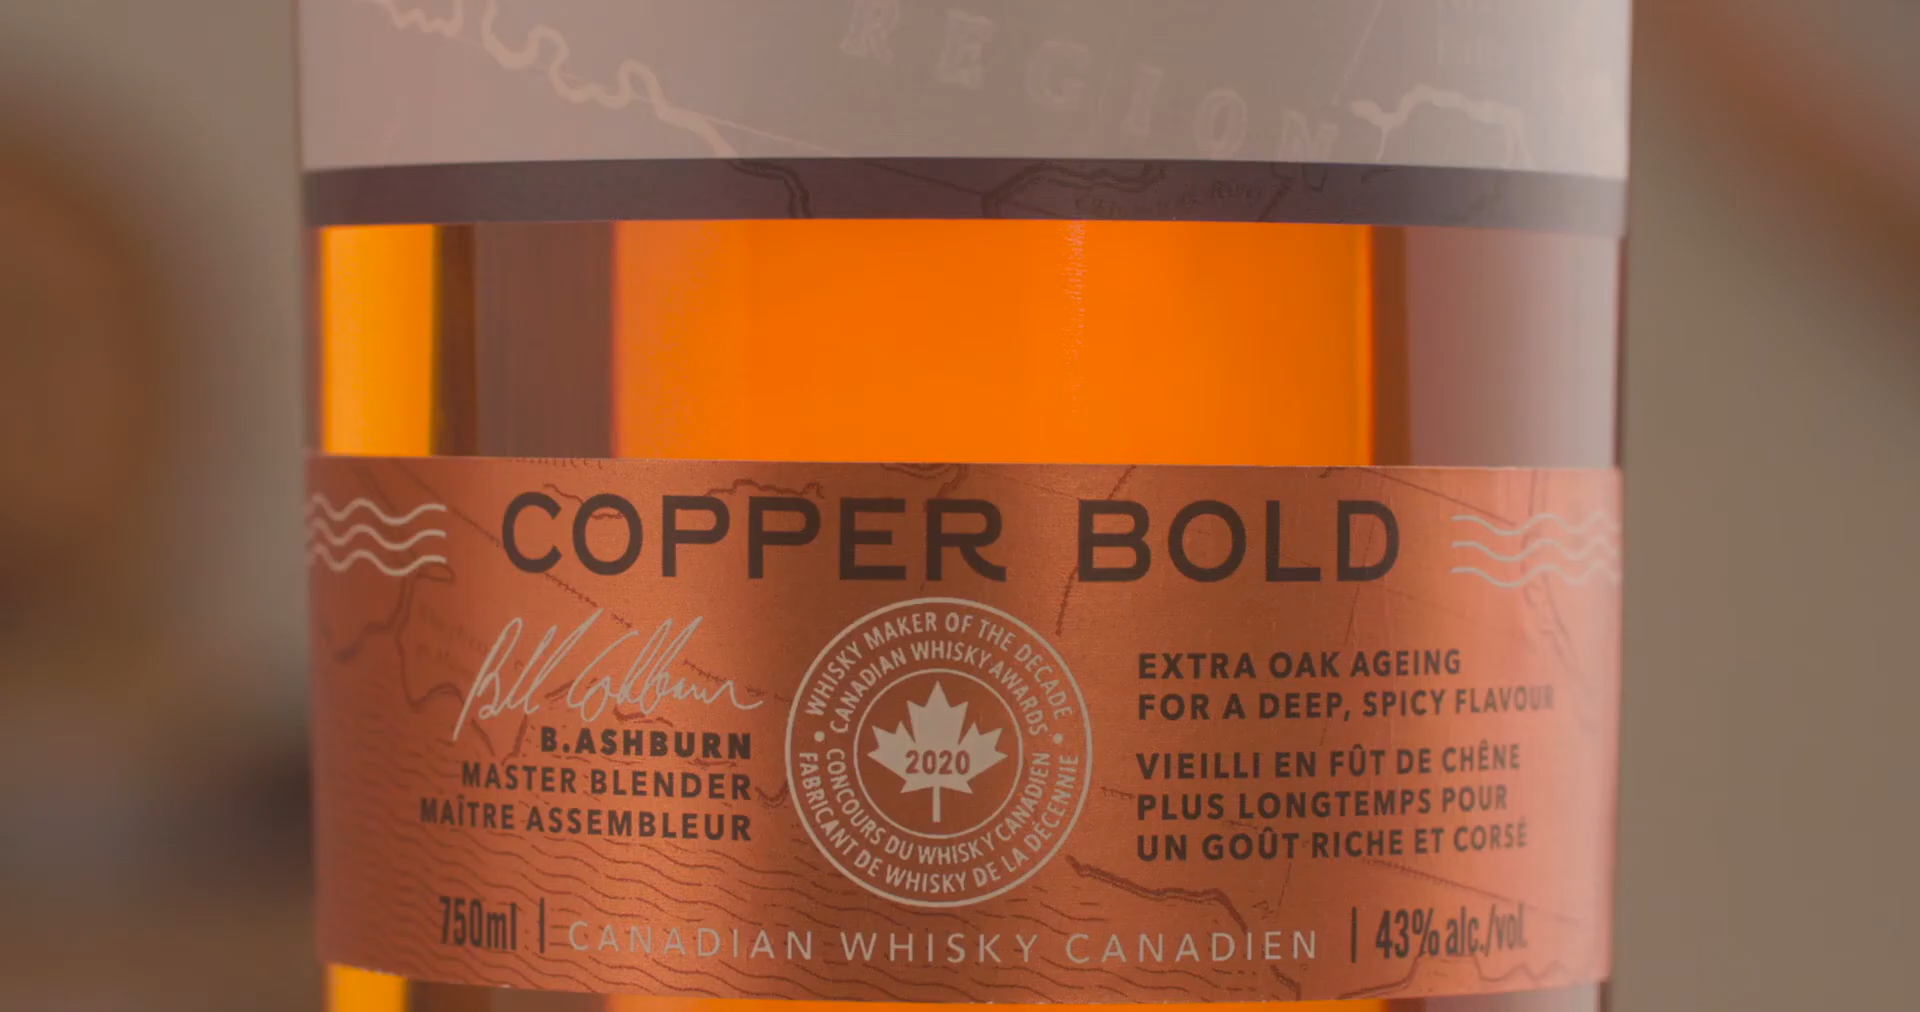 REGION
River
COPPER BOLD
B.ASHBURN
MASTER BLENDER
MAÎTRE ASSEMBLEUR
WHISKY MAKER OF THE DECADE
CANADIAN WHISKY AWARDS
2020
CONCOURS DU WHISKY CANADIEN
FABRICANT DE WHISKY DE LA DÉCENNIE
EXTRA OAK AGEING
FOR A DEEP, SPICY FLAVOUR
VIEILLI EN FÛT DE CHÊNE
PLUS LONGTEMPS POUR
UN GOÛT RICHE ET CORSÉ
750ml | CANADIAN WHISKY CANADIEN | 43% alc./vol.